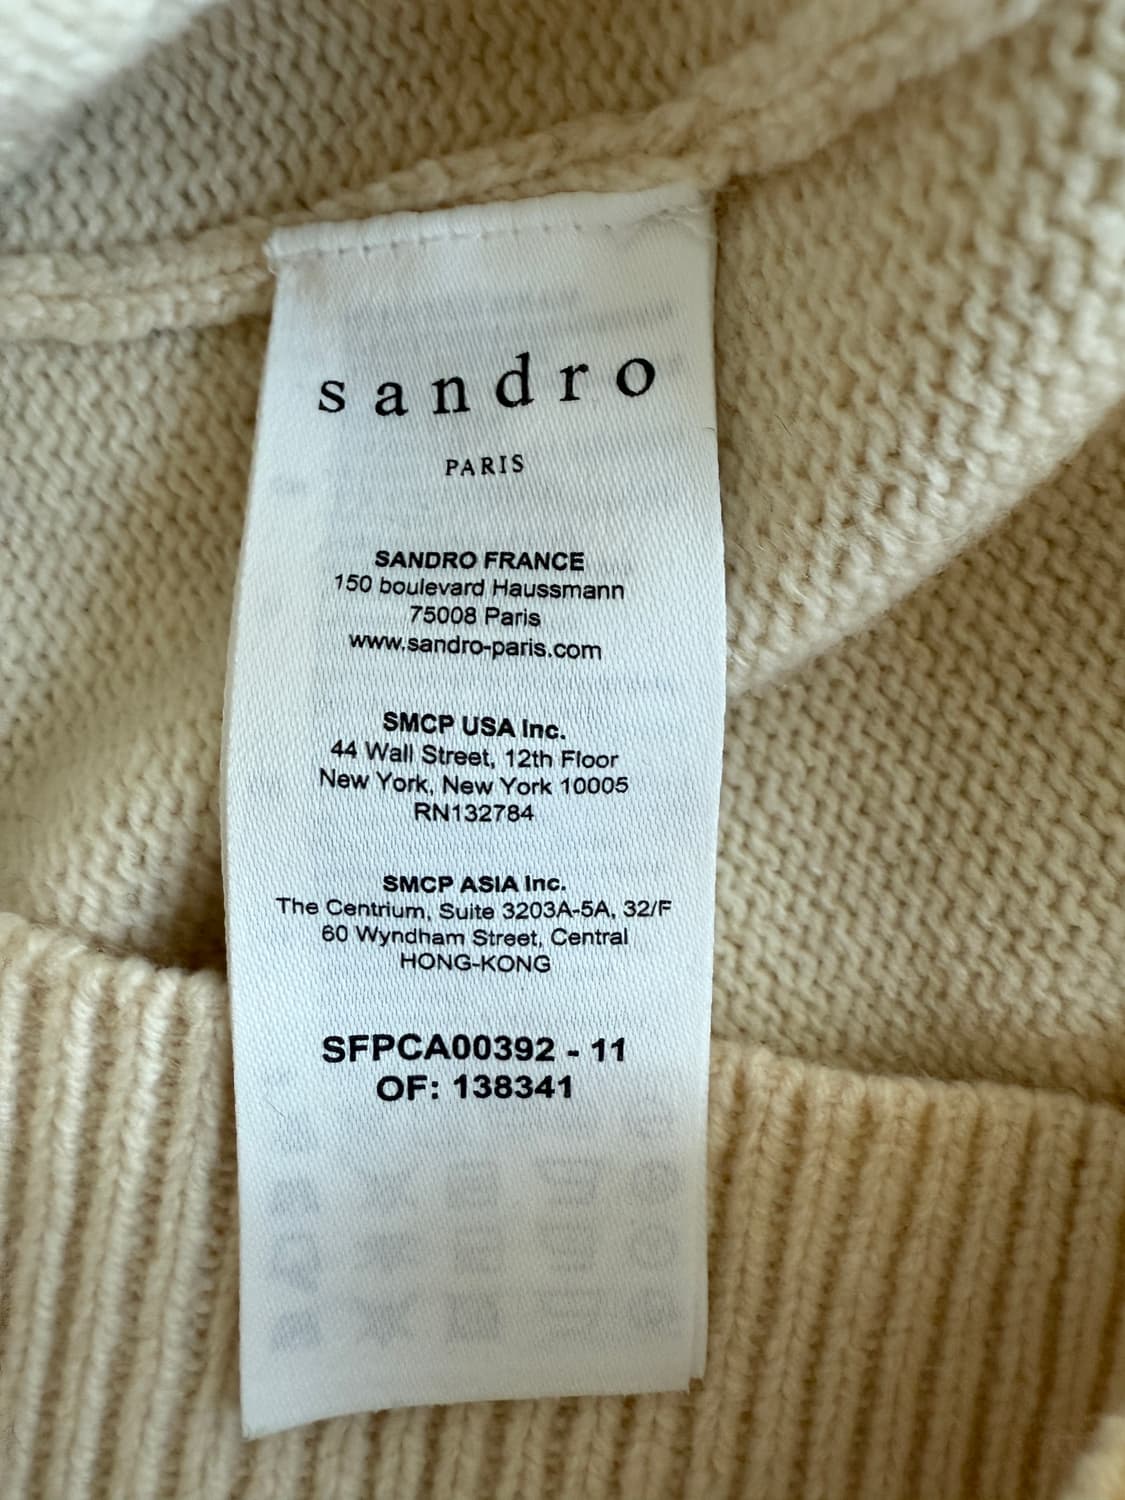 sandro
PARIS
SANDRO FRANCE
150 boulevard Haussmann
75008 Paris
www.sandro-paris.com
SMCP USA Inc.
44 Wall Street, 12th Floor
New York, New York 10005
RN132784
SMCP ASIA Inc.
The Centrium, Suite 3203A-5A, 32/F
60 Wyndham Street, Central
HONG-KONG
SFPCA00392 - 11
OF: 138341